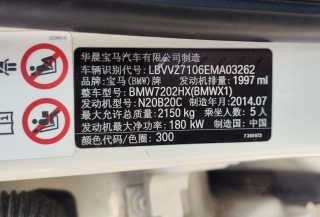 华晨宝马汽车有限公司制造
车辆识别代号: LBVVZ7106EMA03262
品牌: 宝马(BMW)牌 发动机排量: 1997 ml
整车型号: BMW7202HX(BMWX1)
发动机型号: N20B20C 制造年月: 2014.07
最大允许总质量: 2150 kg 乘坐人数: 5 人
发动机最大净功率: 180 kW 制造国: 中国
颜色代码/色圈: 300